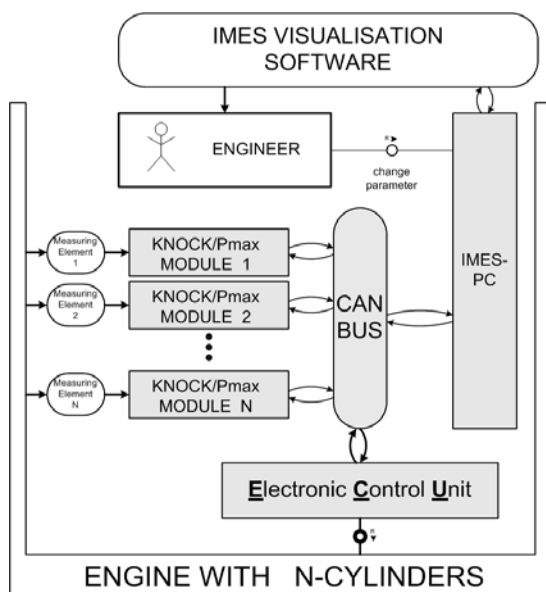 IMES VISUALISATION
SOFTWARE
ENGINEER
R
change
parameter
Measuring
Element
1
KNOCK/Pmax
MODULE 1
Measuring
Element
2
KNOCK/Pmax
MODULE 2
Measuring
Element
N
KNOCK/Pmax
MODULE N
CAN
BUS
IMES-
PC
Electronic Control Unit
R
ENGINE WITH N-CYLINDERS